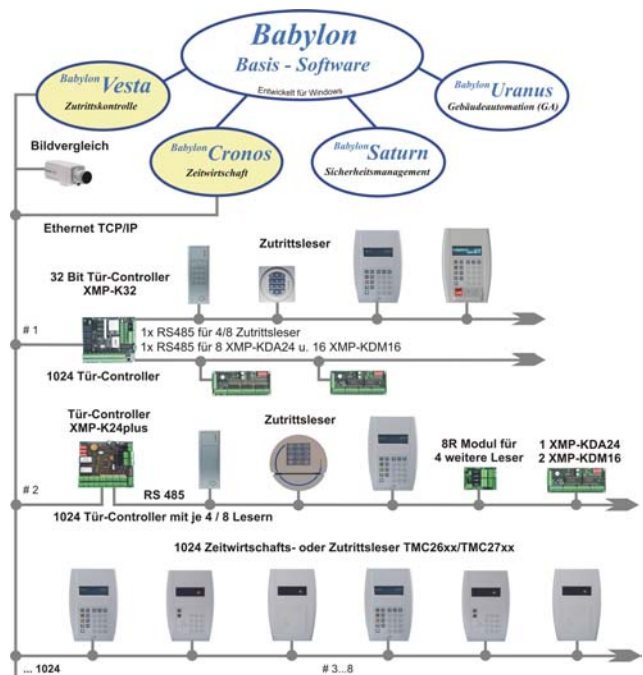 Babylon
Basis - Software
Entwickelt für Windows
Babylon Vesta
Zutrittskontrolle
Babylon Uranus
Gebäudeautomation (GA)
Bildvergleich
Babylon Cronos
Zeitwirtschaft
Babylon Saturn
Sicherheitsmanagement
Ethernet TCP/IP
Zutrittsleser
32 Bit Tür-Controller
XMP-K32
# 1
1x RS485 für 4/8 Zutrittsleser
1x RS485 für 8 XMP-KDA24 u. 16 XMP-KDM16
1024 Tür-Controller
Tür-Controller
XMP-K24plus
Zutrittsleser
8R Modul für
4 weitere Leser
1 XMP-KDA24
2 XMP-KDM16
# 2
RS 485
1024 Tür-Controller mit je 4 / 8 Lesern
1024 Zeitwirtschafts- oder Zutrittsleser TMC26xx/TMC27xx
... 1024
# 3...8